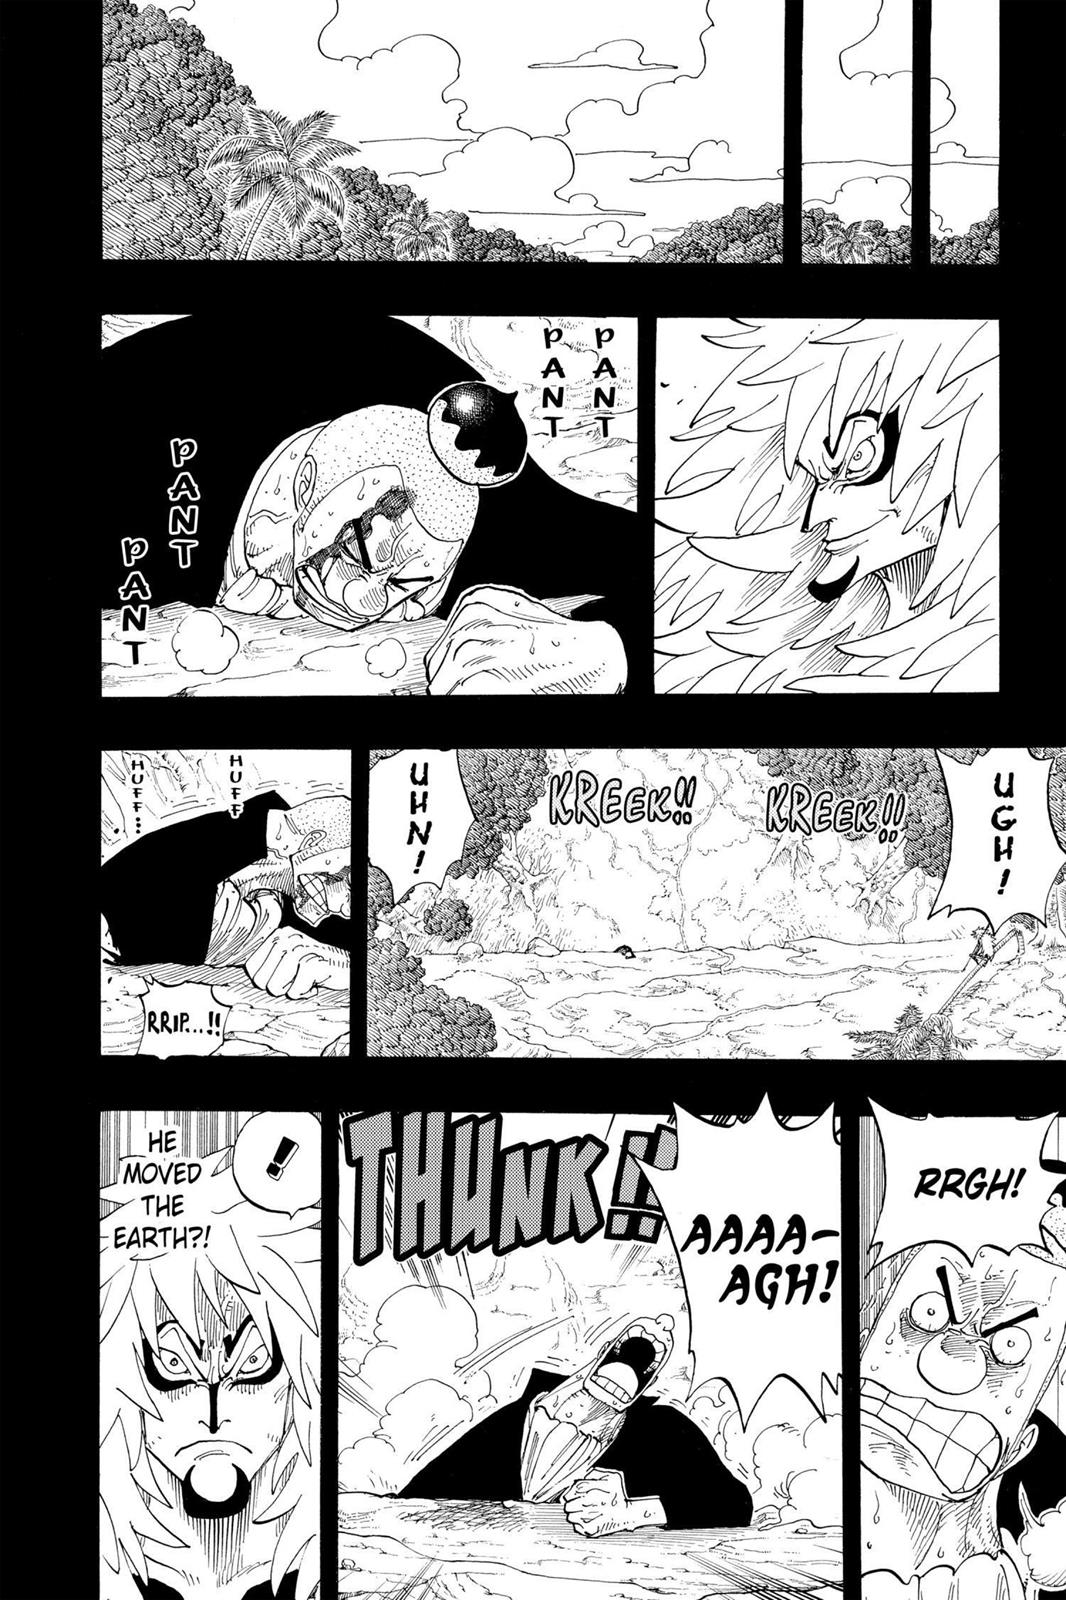 PANT
PANT
PANT
PANT
UGH!
KREEK!!
KREEK!!
UHN!
HUFF
HUFF...
RRIP...!!
RRGH!
AAAA-
AGH!
THUNK!!
!
HE
MOVED
THE
EARTH?!